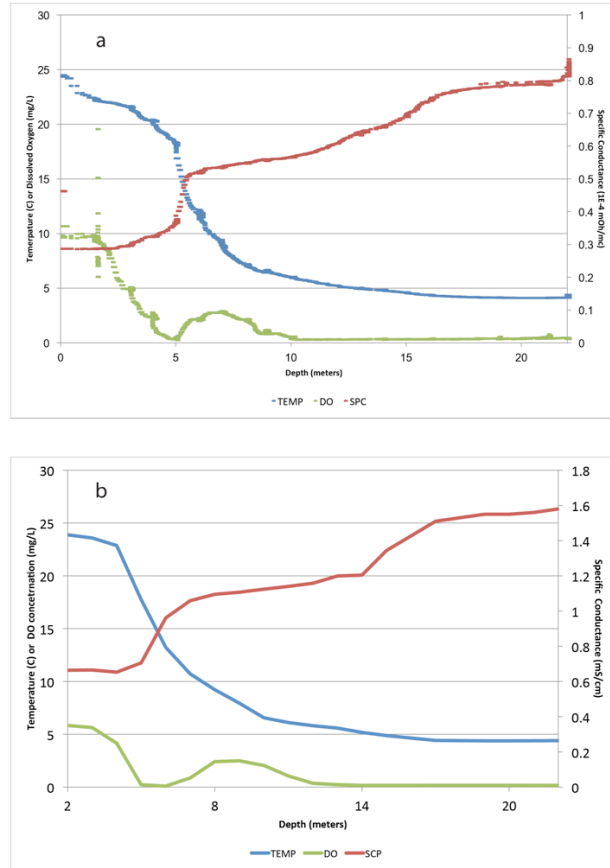 a
30
25
20
15
10
5
0
Temerpature (C) or Dissolved Oxygen (mg/L)
1
0.9
0.8
0.7
0.6
0.5
0.4
0.3
0.2
0.1
0
Specific Conductance (1E-4 mOh/mc)
0 5 10 15 20
Depth (meters)
TEMP DO SPC
b
30
25
20
15
10
5
0
Temperature (C) or DO concetrnation (mg/L)
1.8
1.6
1.4
1.2
1
0.8
0.6
0.4
0.2
0
Specific Conductance (mS/cm)
2 8 14 20
Depth (meters)
TEMP DO SCP